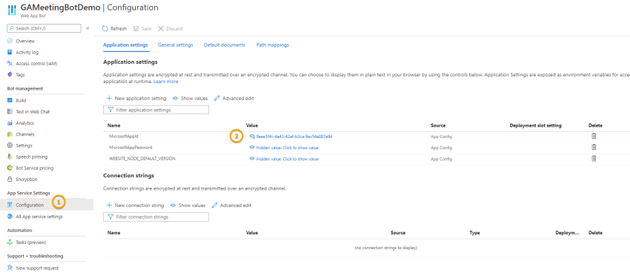 GAMeetingBotDemo | Configuration
Web App Bot
Search (Ctrl+/)
Refresh
Save
Discard
Overview
Activity log
Access control (IAM)
Tags
Bot management
Build
Test in Web Chat
Analytics
Channels
Settings
Speech priming
Bot Service pricing
Encryption
App Service Settings
Configuration
1
All App service settings
Automation
Tasks (preview)
Support + troubleshooting
New support request
Application settings
General settings
Default documents
Path mappings
Application settings
Application settings are encrypted at rest and transmitted over an encrypted channel. You can choose to display them in plain text in your browser by using the controls below. Application Settings are exposed as environment variables for access
application at runtime. Learn more
New application setting
Show values
Advanced edit
Filter application settings
Name
Value
Source
Deployment slot setting
Delete
MicrosoftAppId
2
App Config
MicrosoftAppPassword
Hidden value. Click to show value
App Config
WEBSITE_NODE_DEFAULT_VERSION
Hidden value. Click to show value
App Config
Connection strings
Connection strings are encrypted at rest and transmitted over an encrypted channel.
New connection string
Show values
Advanced edit
Filter connection strings
Name
Value
Source
Type
Deploym...
Delete
(no connection strings to display)